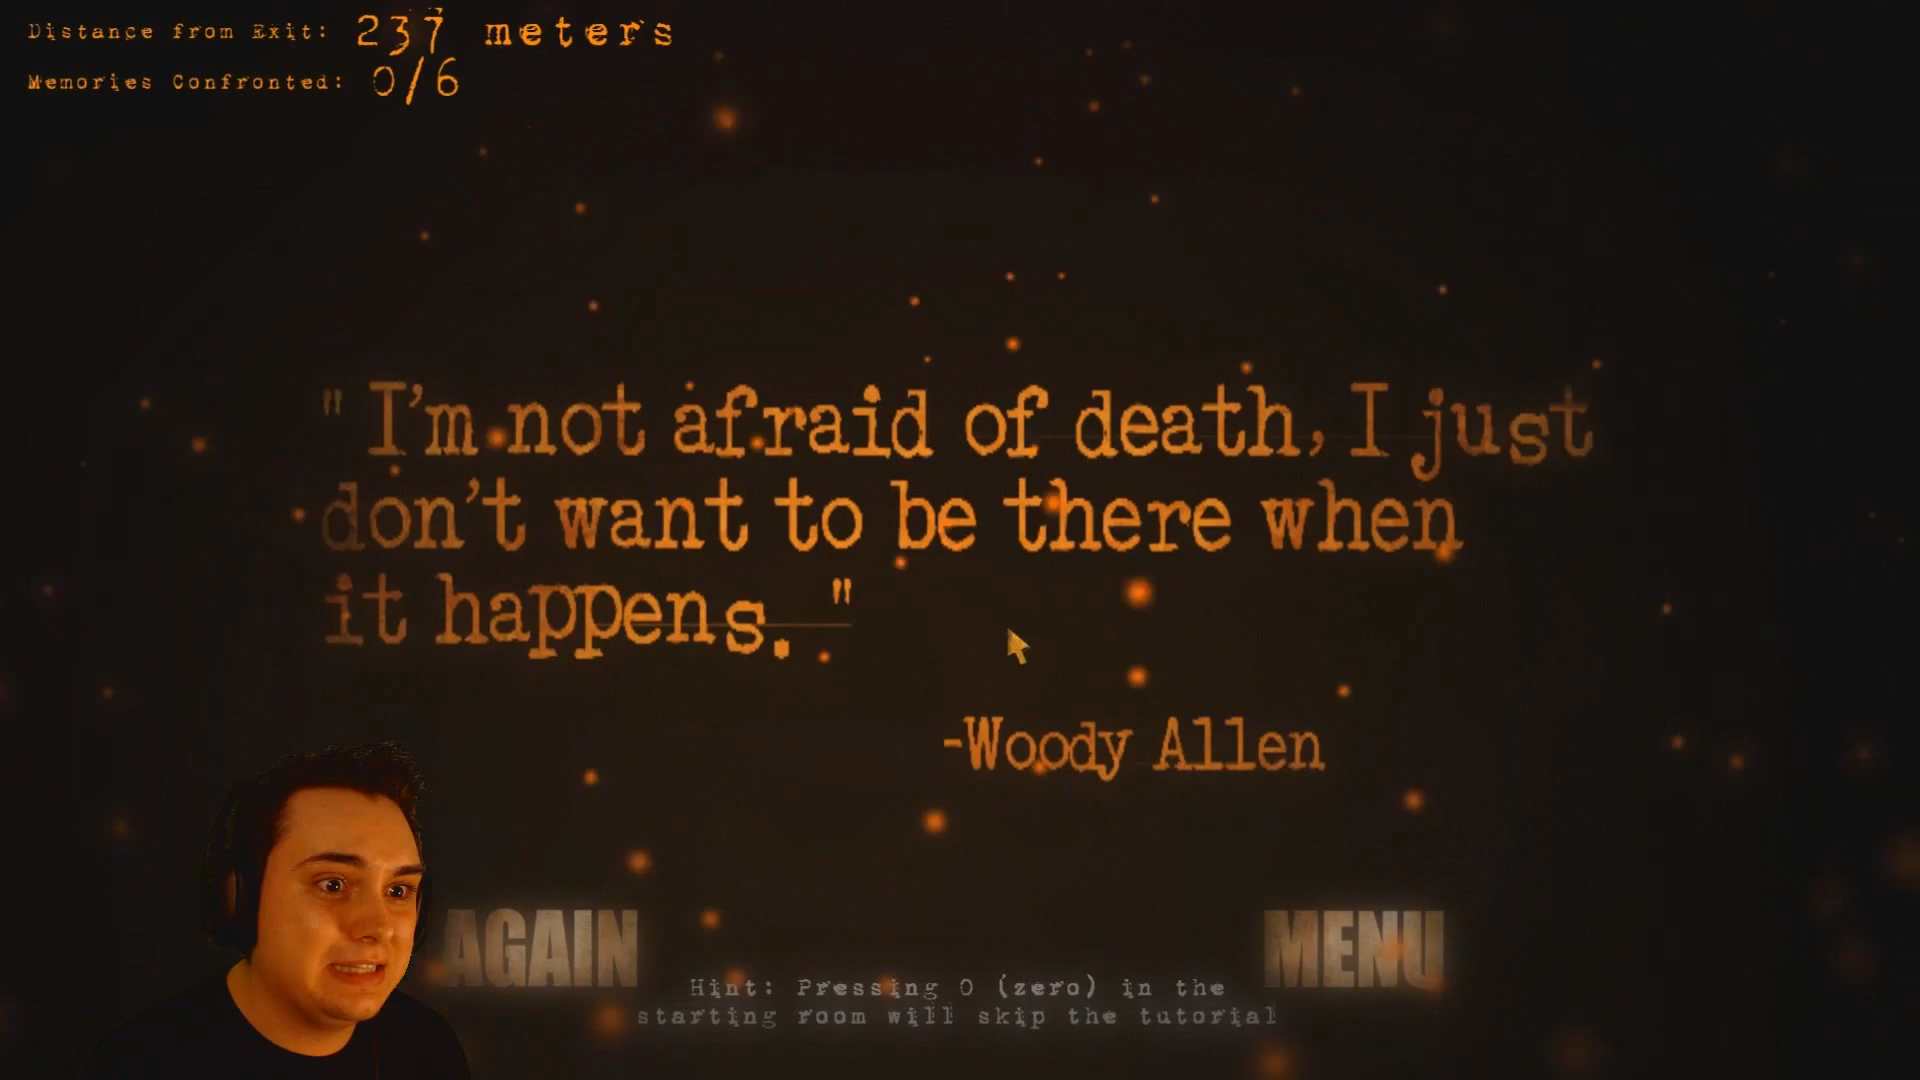 Distance from Exit: 237 meters
Memories Confronted: 0/6
" I'm not afraid of death, I just
don't want to be there when
it happens. "
-Woody Allen
AGAIN
MENU
Hint: Pressing 0 (zero) in the
starting room will skip the tutorial